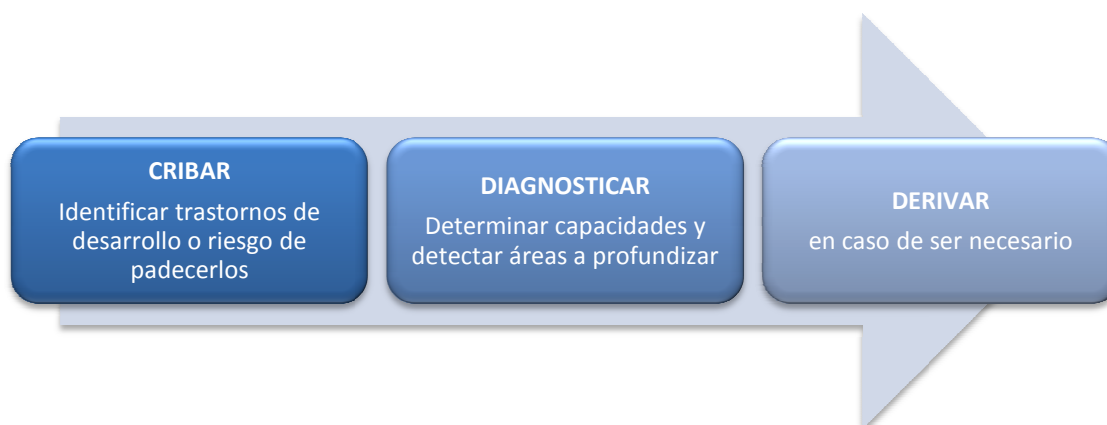 CRIBAR
Identificar trastornos de
desarrollo o riesgo de
padecerlos
DIAGNOSTICAR
Determinar capacidades y
detectar áreas a profundizar
DERIVAR
en caso de ser necesario